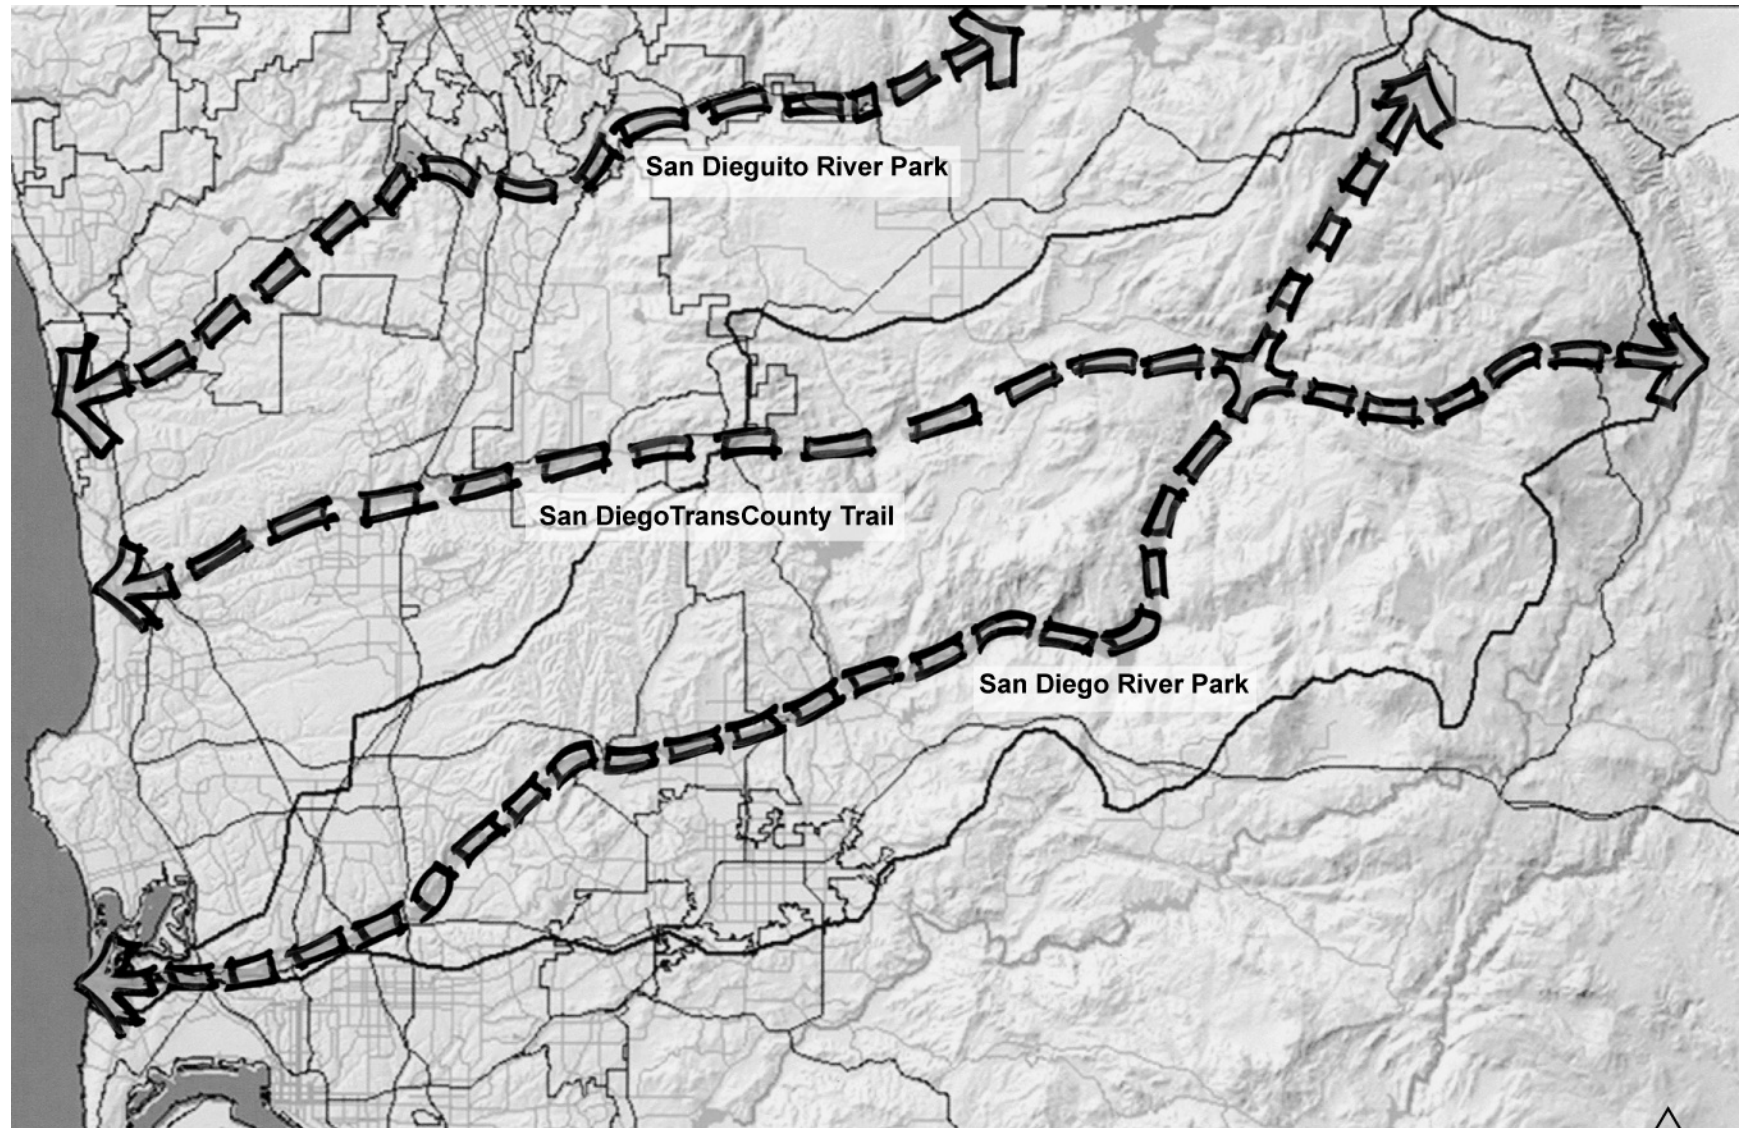 San Dieguito River Park
San DiegoTransCounty Trail
San Diego River Park